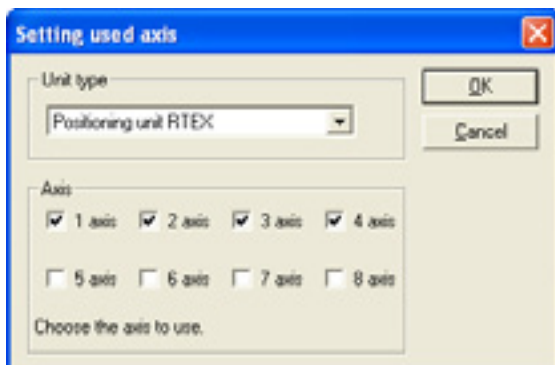 Setting used axis
Unit type
Positioning unit RTEX
OK
Cancel
Axis
1 axis 2 axis 3 axis 4 axis
5 axis 6 axis 7 axis 8 axis
Choose the axis to use.